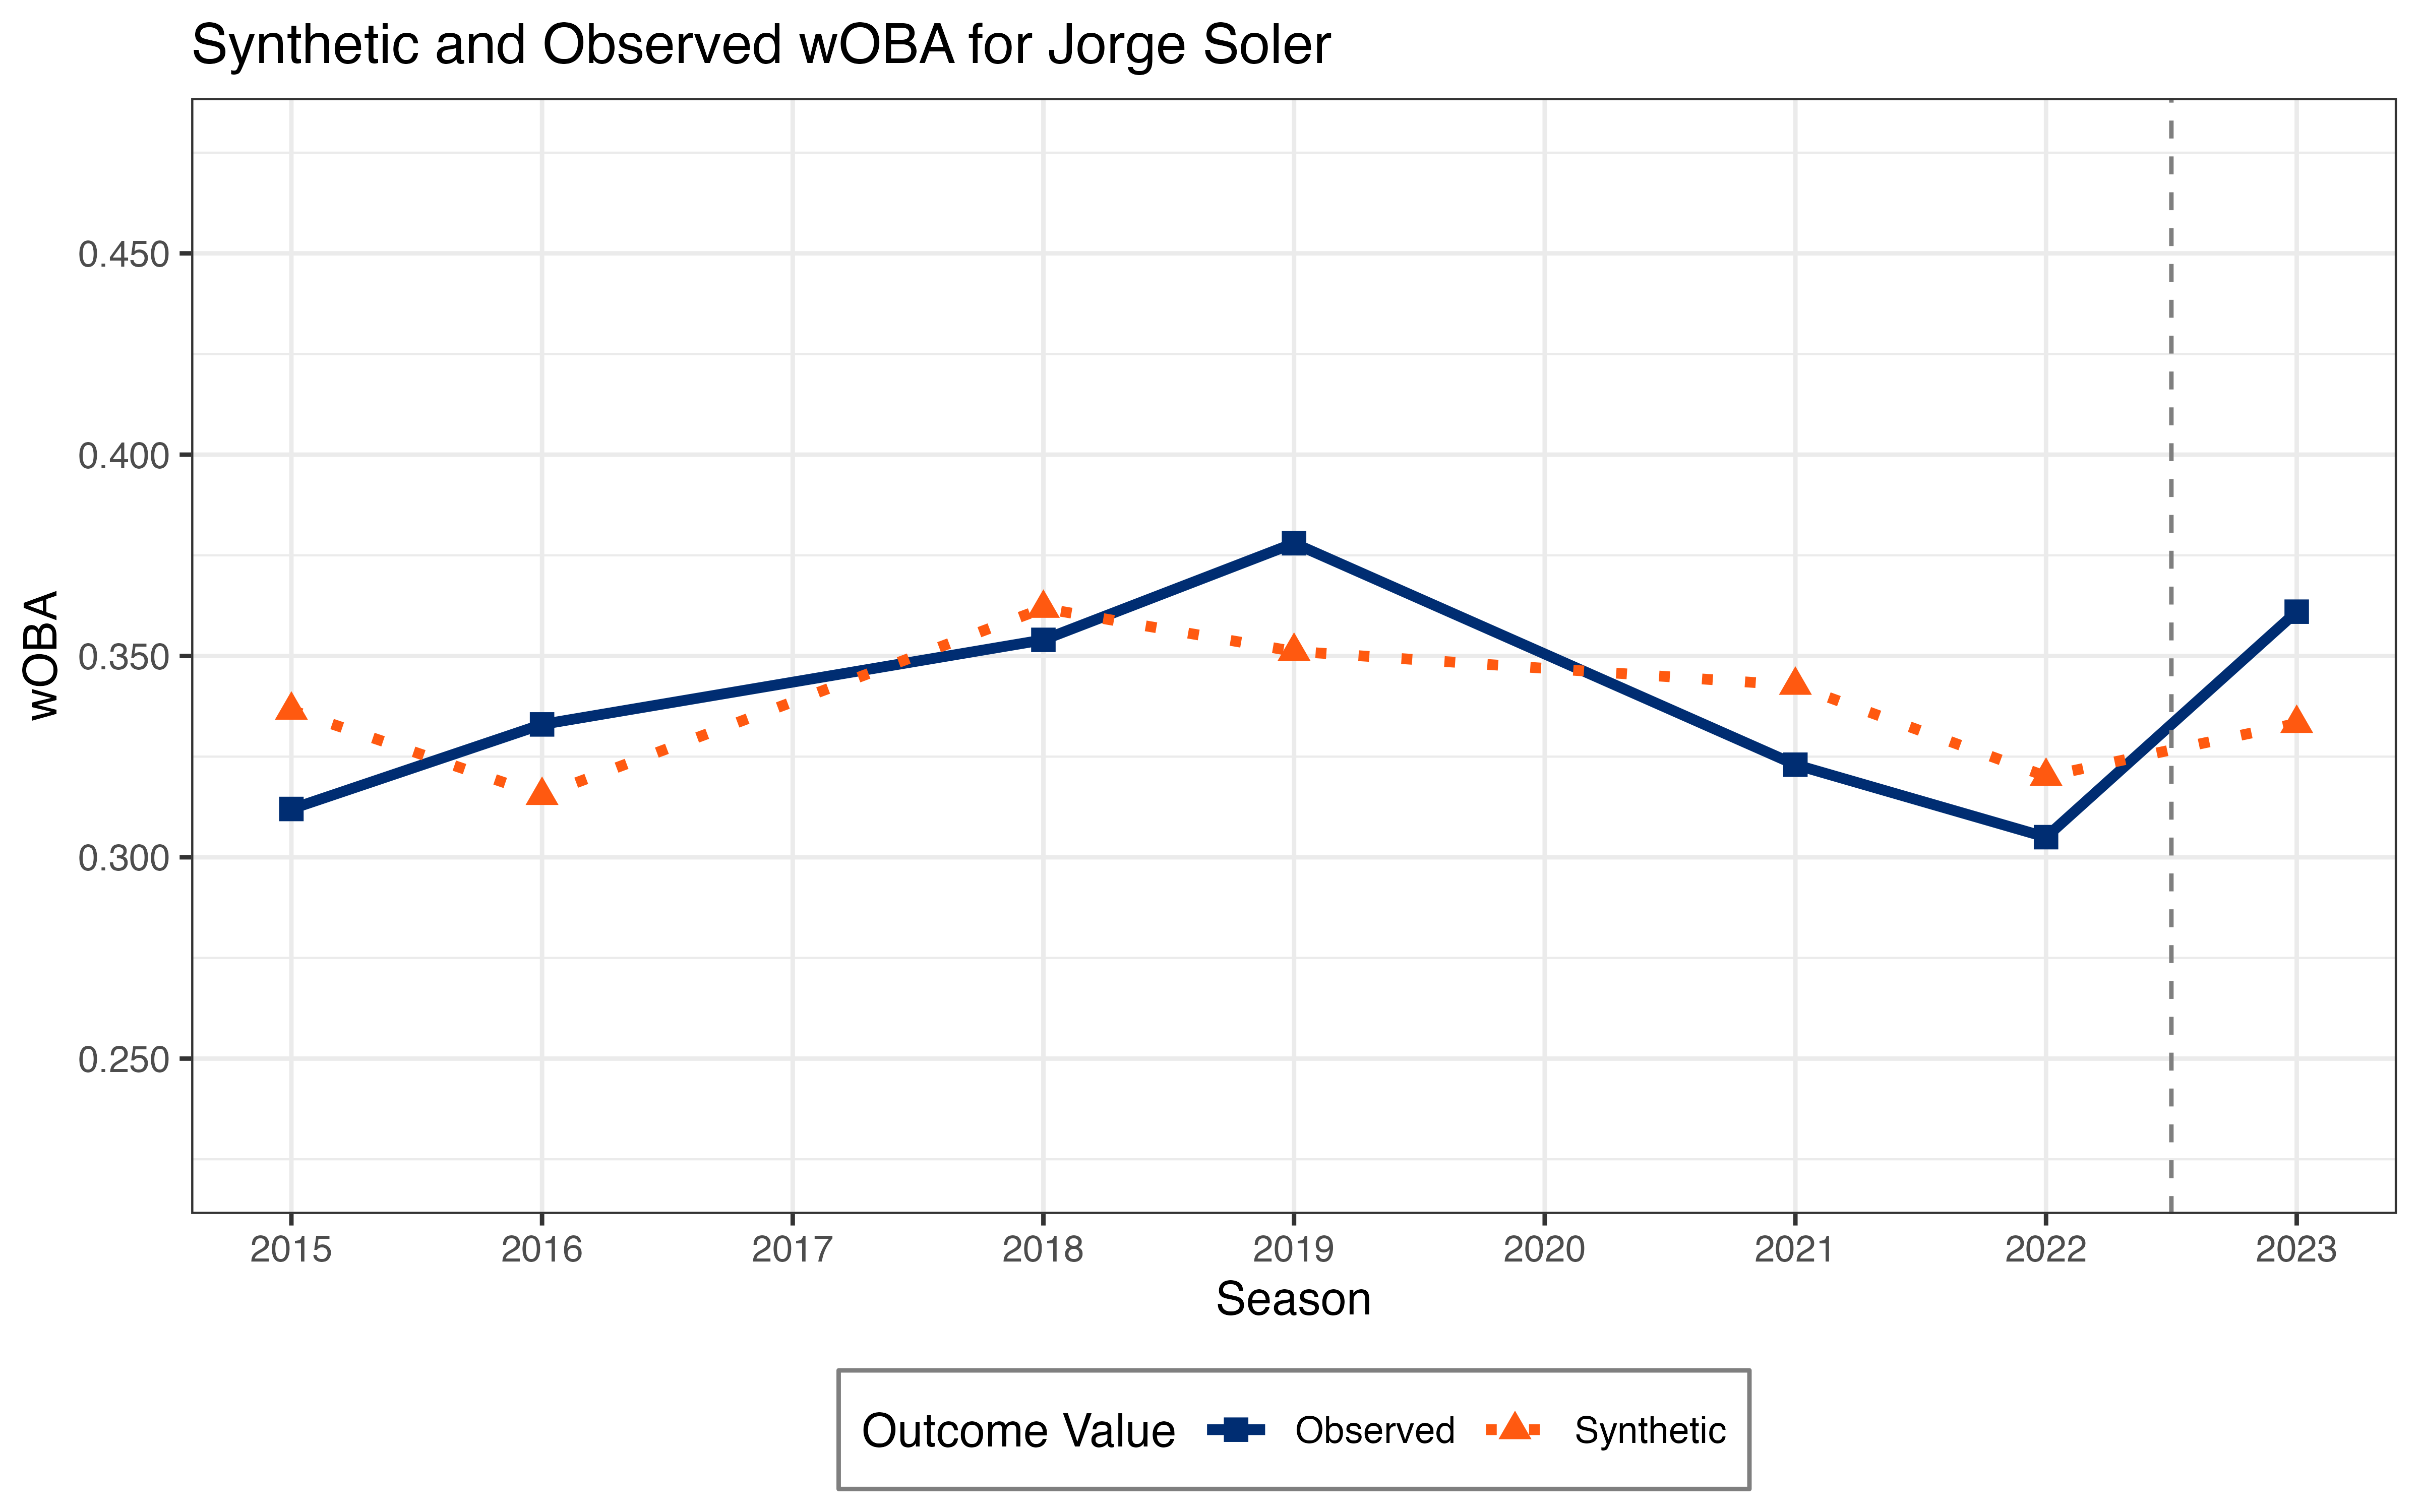 Synthetic and Observed wOBA for Jorge Soler
wOBA
0.450
0.400
0.350
0.300
0.250
2015 2016 2017 2018 2019 2020 2021 2022 2023
Season
Outcome Value Observed Synthetic